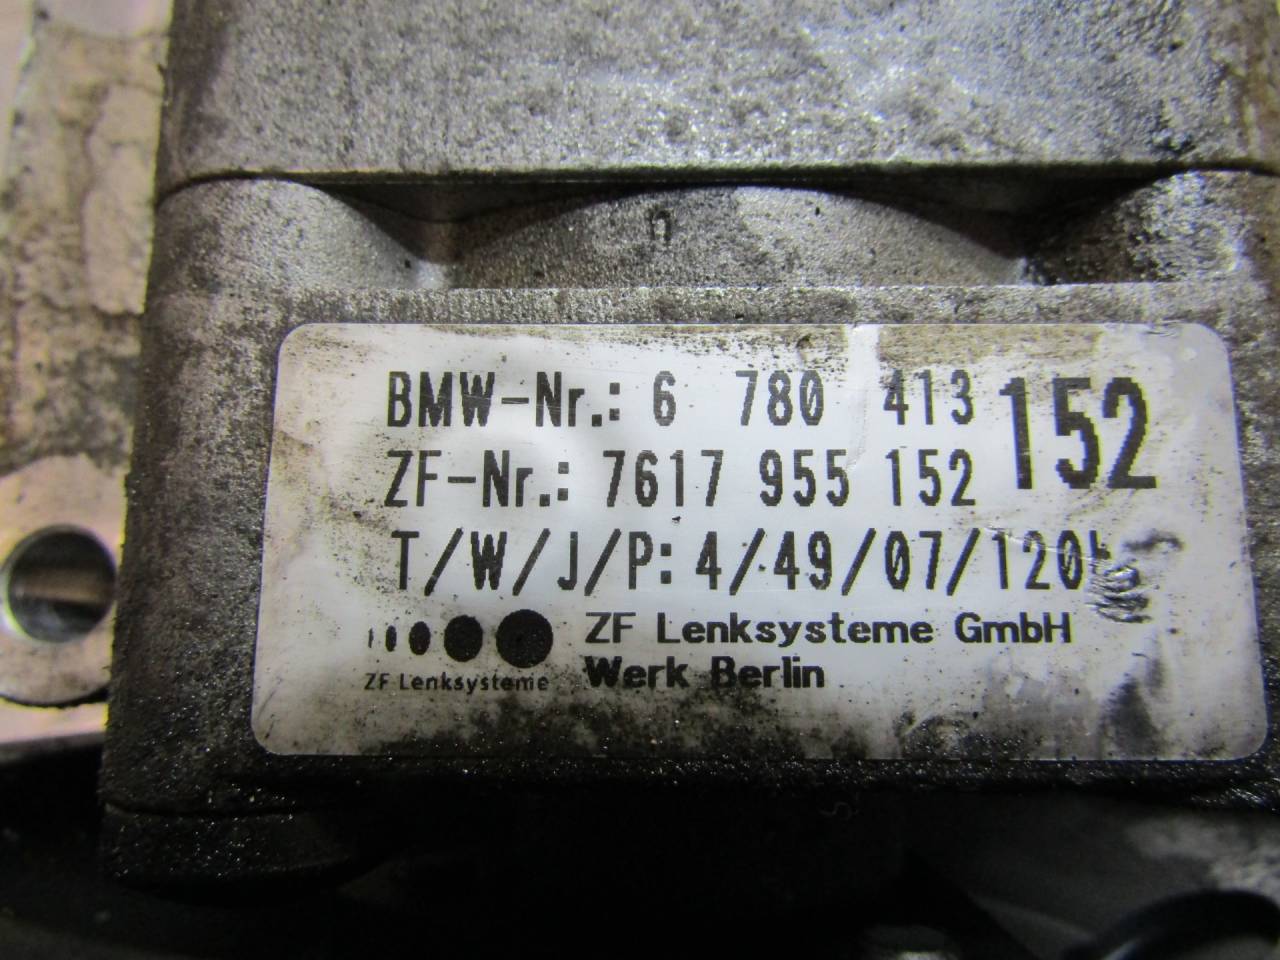 n
BMW-Nr.: 6 780 413 152
ZF-Nr.: 7617 955 152
T/W/J/P: 4/49/07/120
ZF Lenksysteme GmbH
ZF Lenksysteme Werk Berlin